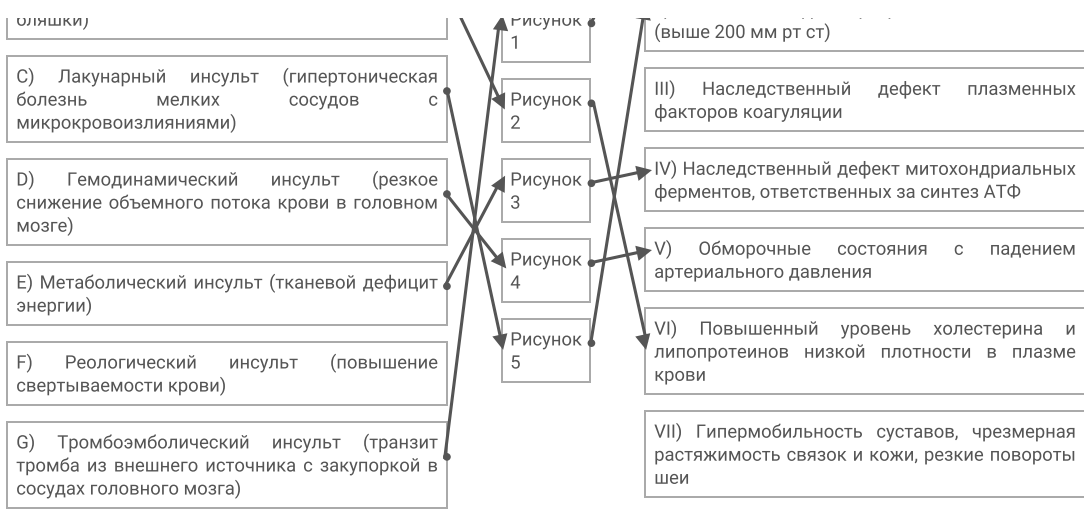 бляшки)
C) Лакунарный инсульт (гипертоническая
болезнь мелких сосудов с
микрокровоизлияниями)
D) Гемодинамический инсульт (резкое
снижение объемного потока крови в головном
мозге)
E) Метаболический инсульт (тканевой дефицит
энергии)
F) Реологический инсульт (повышение
свертываемости крови)
G) Тромбоэмболический инсульт (транзит
тромба из внешнего источника с закупоркой в
сосудах головного мозга)
Рисунок
1
Рисунок
2
Рисунок
3
Рисунок
4
Рисунок
5
(выше 200 мм рт ст)
III) Наследственный дефект плазменных
факторов коагуляции
IV) Наследственный дефект митохондриальных
ферментов, ответственных за синтез АТФ
V) Обморочные состояния с падением
артериального давления
VI) Повышенный уровень холестерина и
липопротеинов низкой плотности в плазме
крови
VII) Гипермобильность суставов, чрезмерная
растяжимость связок и кожи, резкие повороты
шеи